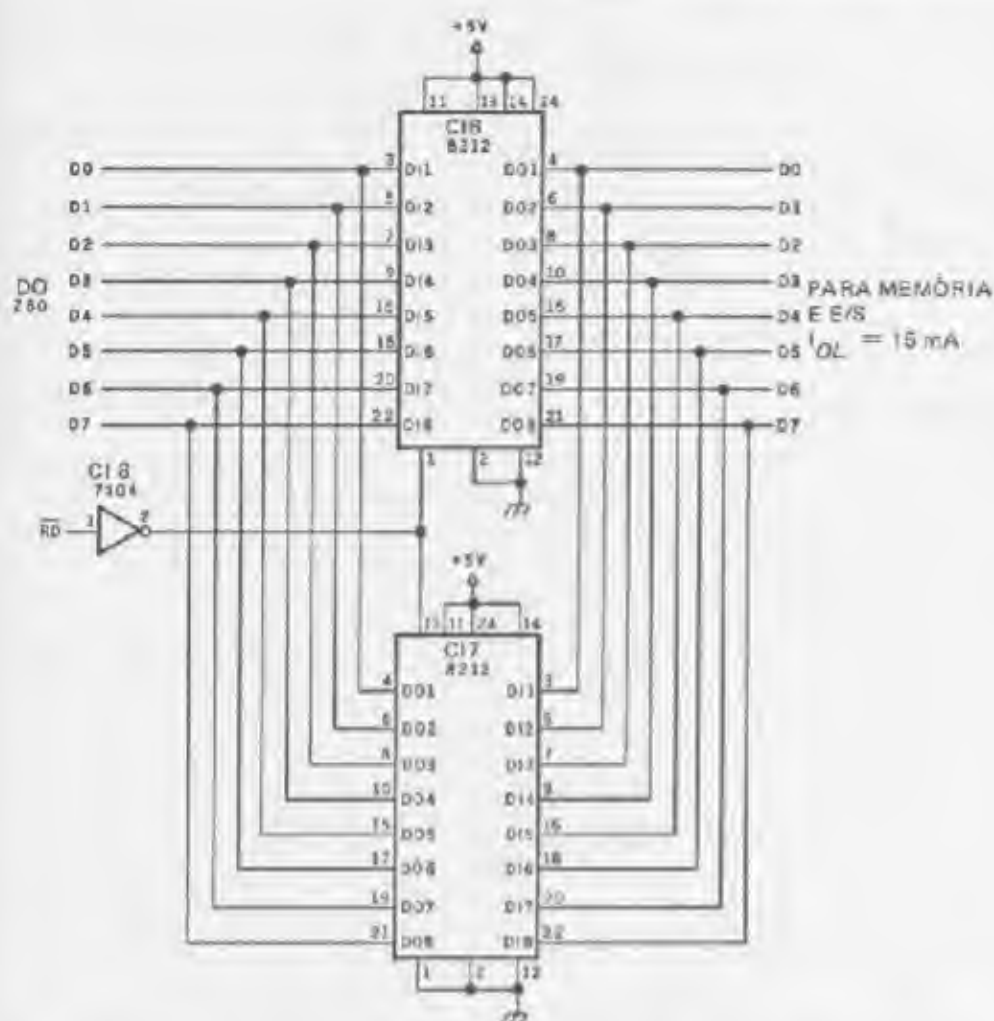 +5V
11 13 14 24
CI6
8212
D0 3 DI1 DO1 4 D0
D1 5 DI2 DO2 6 D1
D2 7 DI3 DO3 8 D2
D3 9 DI4 DO4 10 D3
D4 16 DI5 DO5 15 D4
D5 18 DI6 DO6 17 D5
D6 20 DI7 DO7 19 D6
D7 22 DI8 DO8 21 D7
DO
Z80
PARA MEMÓRIA
E E/S
IOL = 15 mA
1 2 12
CI8
7404
RD 1 2
+5V
13 11 24 14
CI7
8212
4 DO1 DI1 3
6 DO2 DI2 5
8 DO3 DI3 7
10 DO4 DI4 9
15 DO5 DI5 16
17 DO6 DI6 18
19 DO7 DI7 20
21 DO8 DI8 22
1 2 12